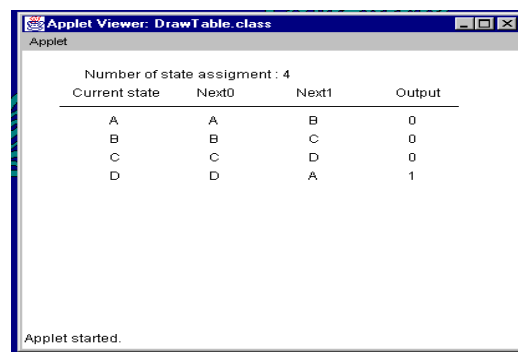 Applet Viewer: DrawTable.class
Applet
Number of state assigment : 4
Current state Next0 Next1 Output
A A B 0
B B C 0
C C D 0
D D A 1
Applet started.